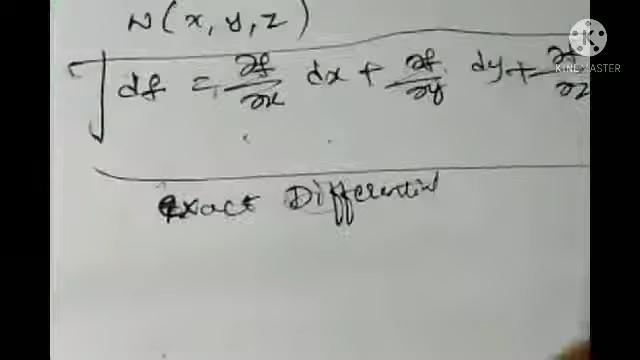 N(x, y, z)
df = ∂f/∂x dx + ∂f/∂y dy + ∂f/∂z
exact Differential
KINEMASTER